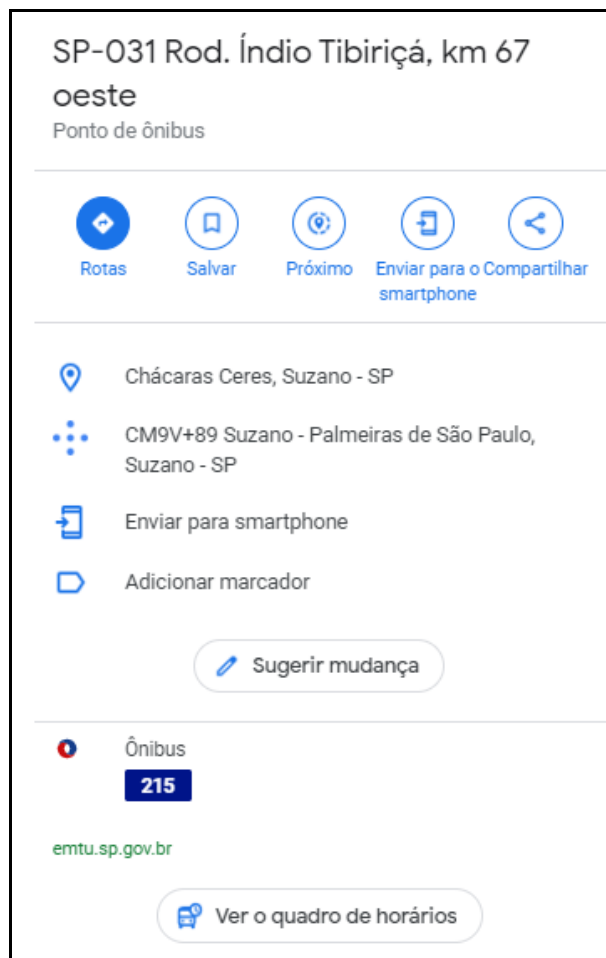 SP-031 Rod. Índio Tibiriçá, km 67
oeste
Ponto de ônibus
Rotas
Salvar
Próximo
Enviar para o
smartphone
Compartilhar
Chácaras Ceres, Suzano - SP
CM9V+89 Suzano - Palmeiras de São Paulo,
Suzano - SP
Enviar para smartphone
Adicionar marcador
Sugerir mudança
Ônibus
215
emtu.sp.gov.br
Ver o quadro de horários